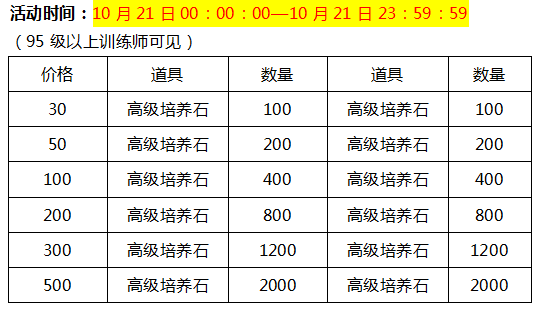 活动时间：10 月 21 日 00：00：00—10 月 21 日 23：59：59
（95 级以上训练师可见）
价格 道具 数量 道具 数量
30 高级培养石 100 高级培养石 100
50 高级培养石 200 高级培养石 200
100 高级培养石 400 高级培养石 400
200 高级培养石 800 高级培养石 800
300 高级培养石 1200 高级培养石 1200
500 高级培养石 2000 高级培养石 2000